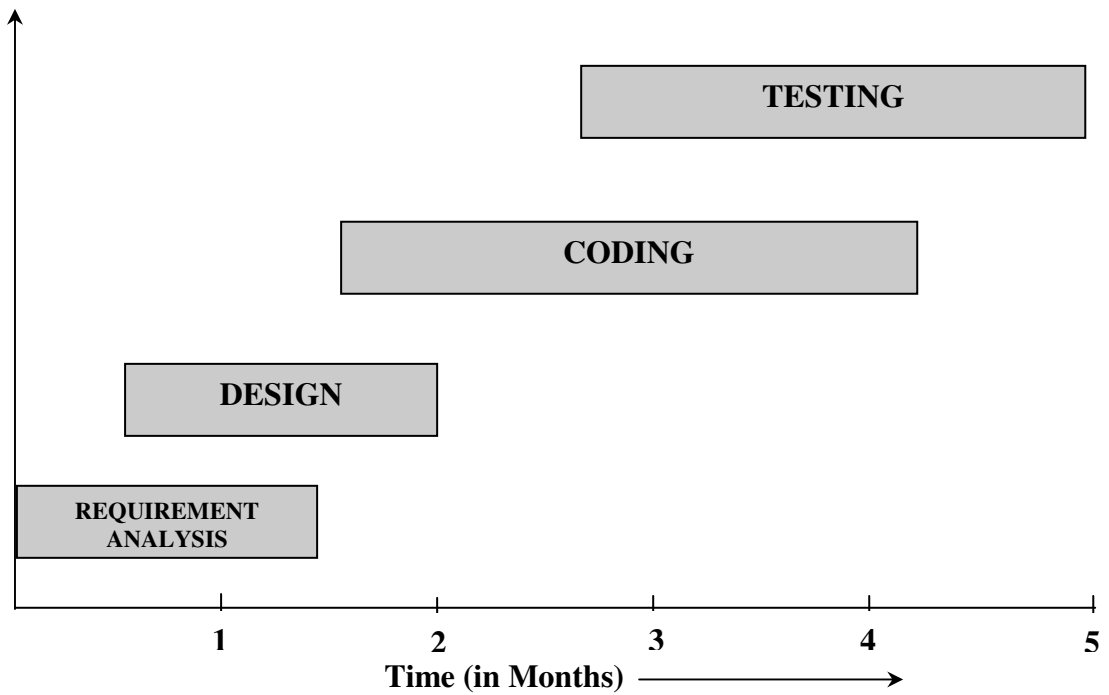 TESTING
CODING
DESIGN
REQUIREMENT
ANALYSIS
1 2 3 4 5
Time (in Months)